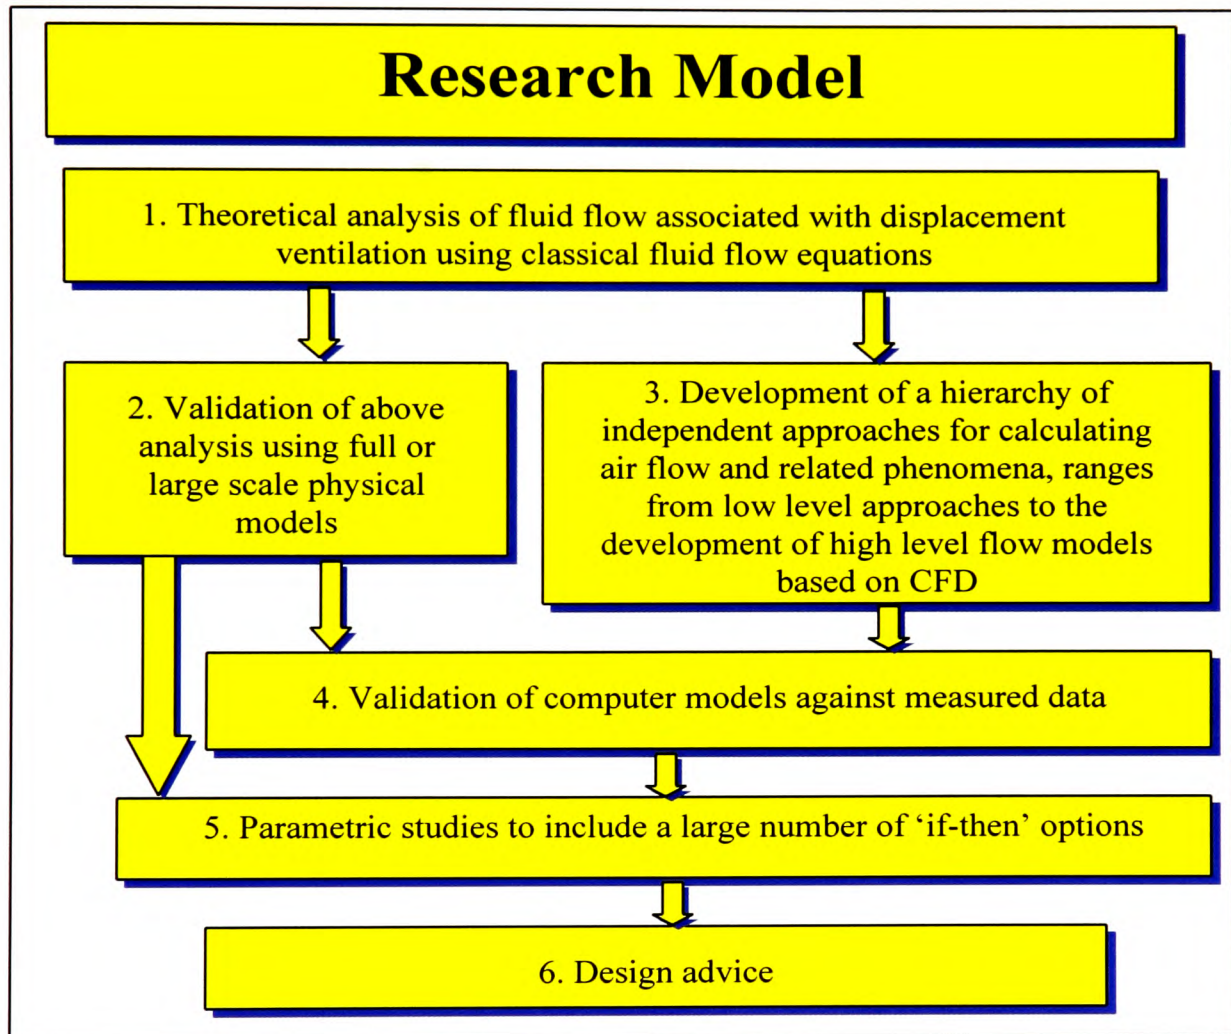 Research Model
1. Theoretical analysis of fluid flow associated with displacement
ventilation using classical fluid flow equations
2. Validation of above
analysis using full or
large scale physical
models
3. Development of a hierarchy of
independent approaches for calculating
air flow and related phenomena, ranges
from low level approaches to the
development of high level flow models
based on CFD
4. Validation of computer models against measured data
5. Parametric studies to include a large number of ‘if-then’ options
6. Design advice